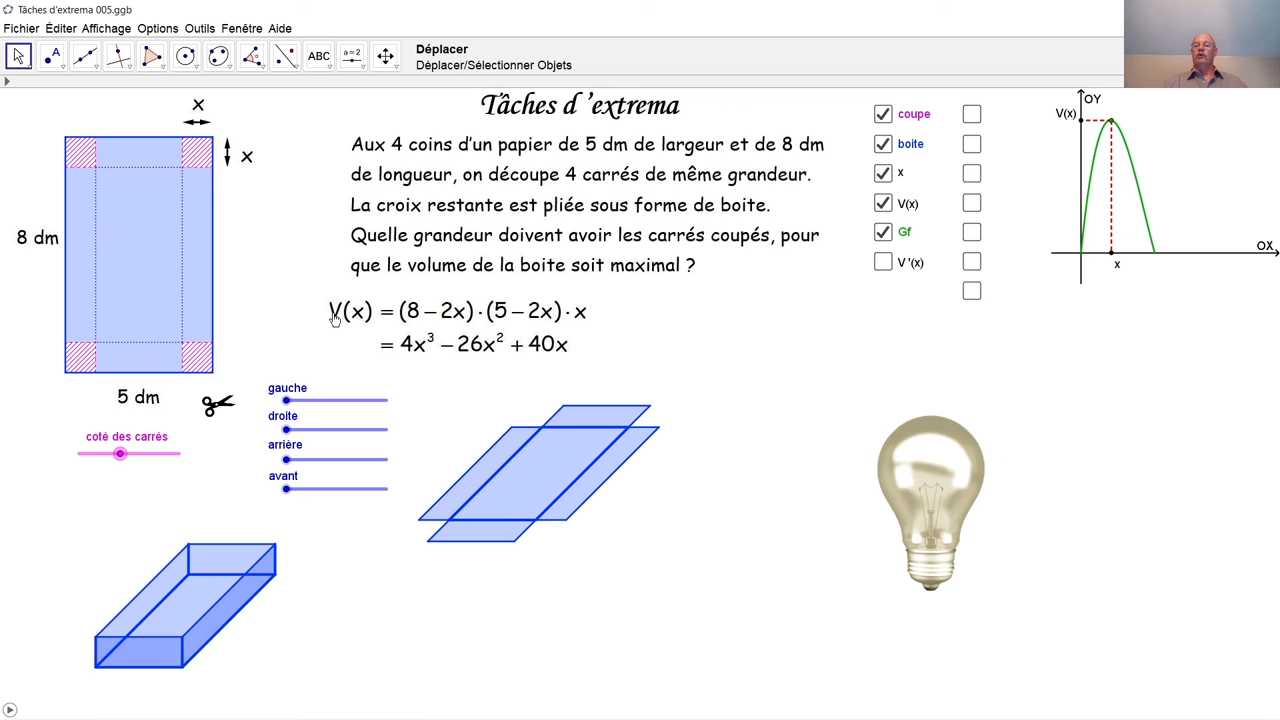 Tâches d'extrema 005.ggb
Fichier Éditer Affichage Options Outils Fenêtre Aide
A
ABC
a=2
Déplacer
Déplacer/Sélectionner Objets
Tâches d'extrema
Aux 4 coins d'un papier de 5 dm de largeur et de 8 dm
de longueur, on découpe 4 carrés de même grandeur.
La croix restante est pliée sous forme de boite.
Quelle grandeur doivent avoir les carrés coupés, pour
que le volume de la boite soit maximal ?
V(x) = (8 – 2x) · (5 – 2x) · x
= 4x³ – 26x² + 40x
x
x
8 dm
5 dm
coté des carrés
gauche
droite
arrière
avant
coupe
boite
x
V(x)
Gf
V'(x)
OY
V(x)
OX
x